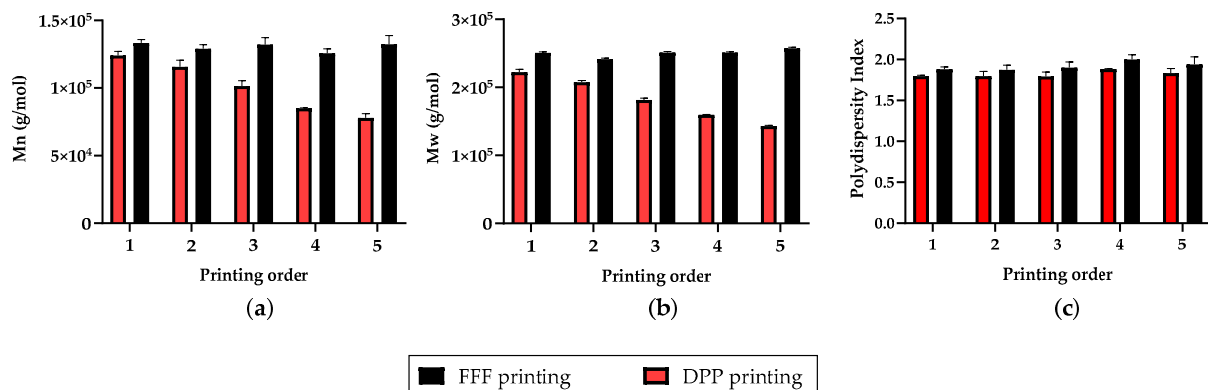 Mn (g/mol)
1.5×10⁵
1×10⁵
5×10⁴
0
1 2 3 4 5
Printing order
(a)
Mw (g/mol)
3×10⁵
2×10⁵
1×10⁵
0
1 2 3 4 5
Printing order
(b)
Polydispersity Index
2.5
2.0
1.5
1.0
0.5
0.0
1 2 3 4 5
Printing order
(c)
FFF printing DPP printing